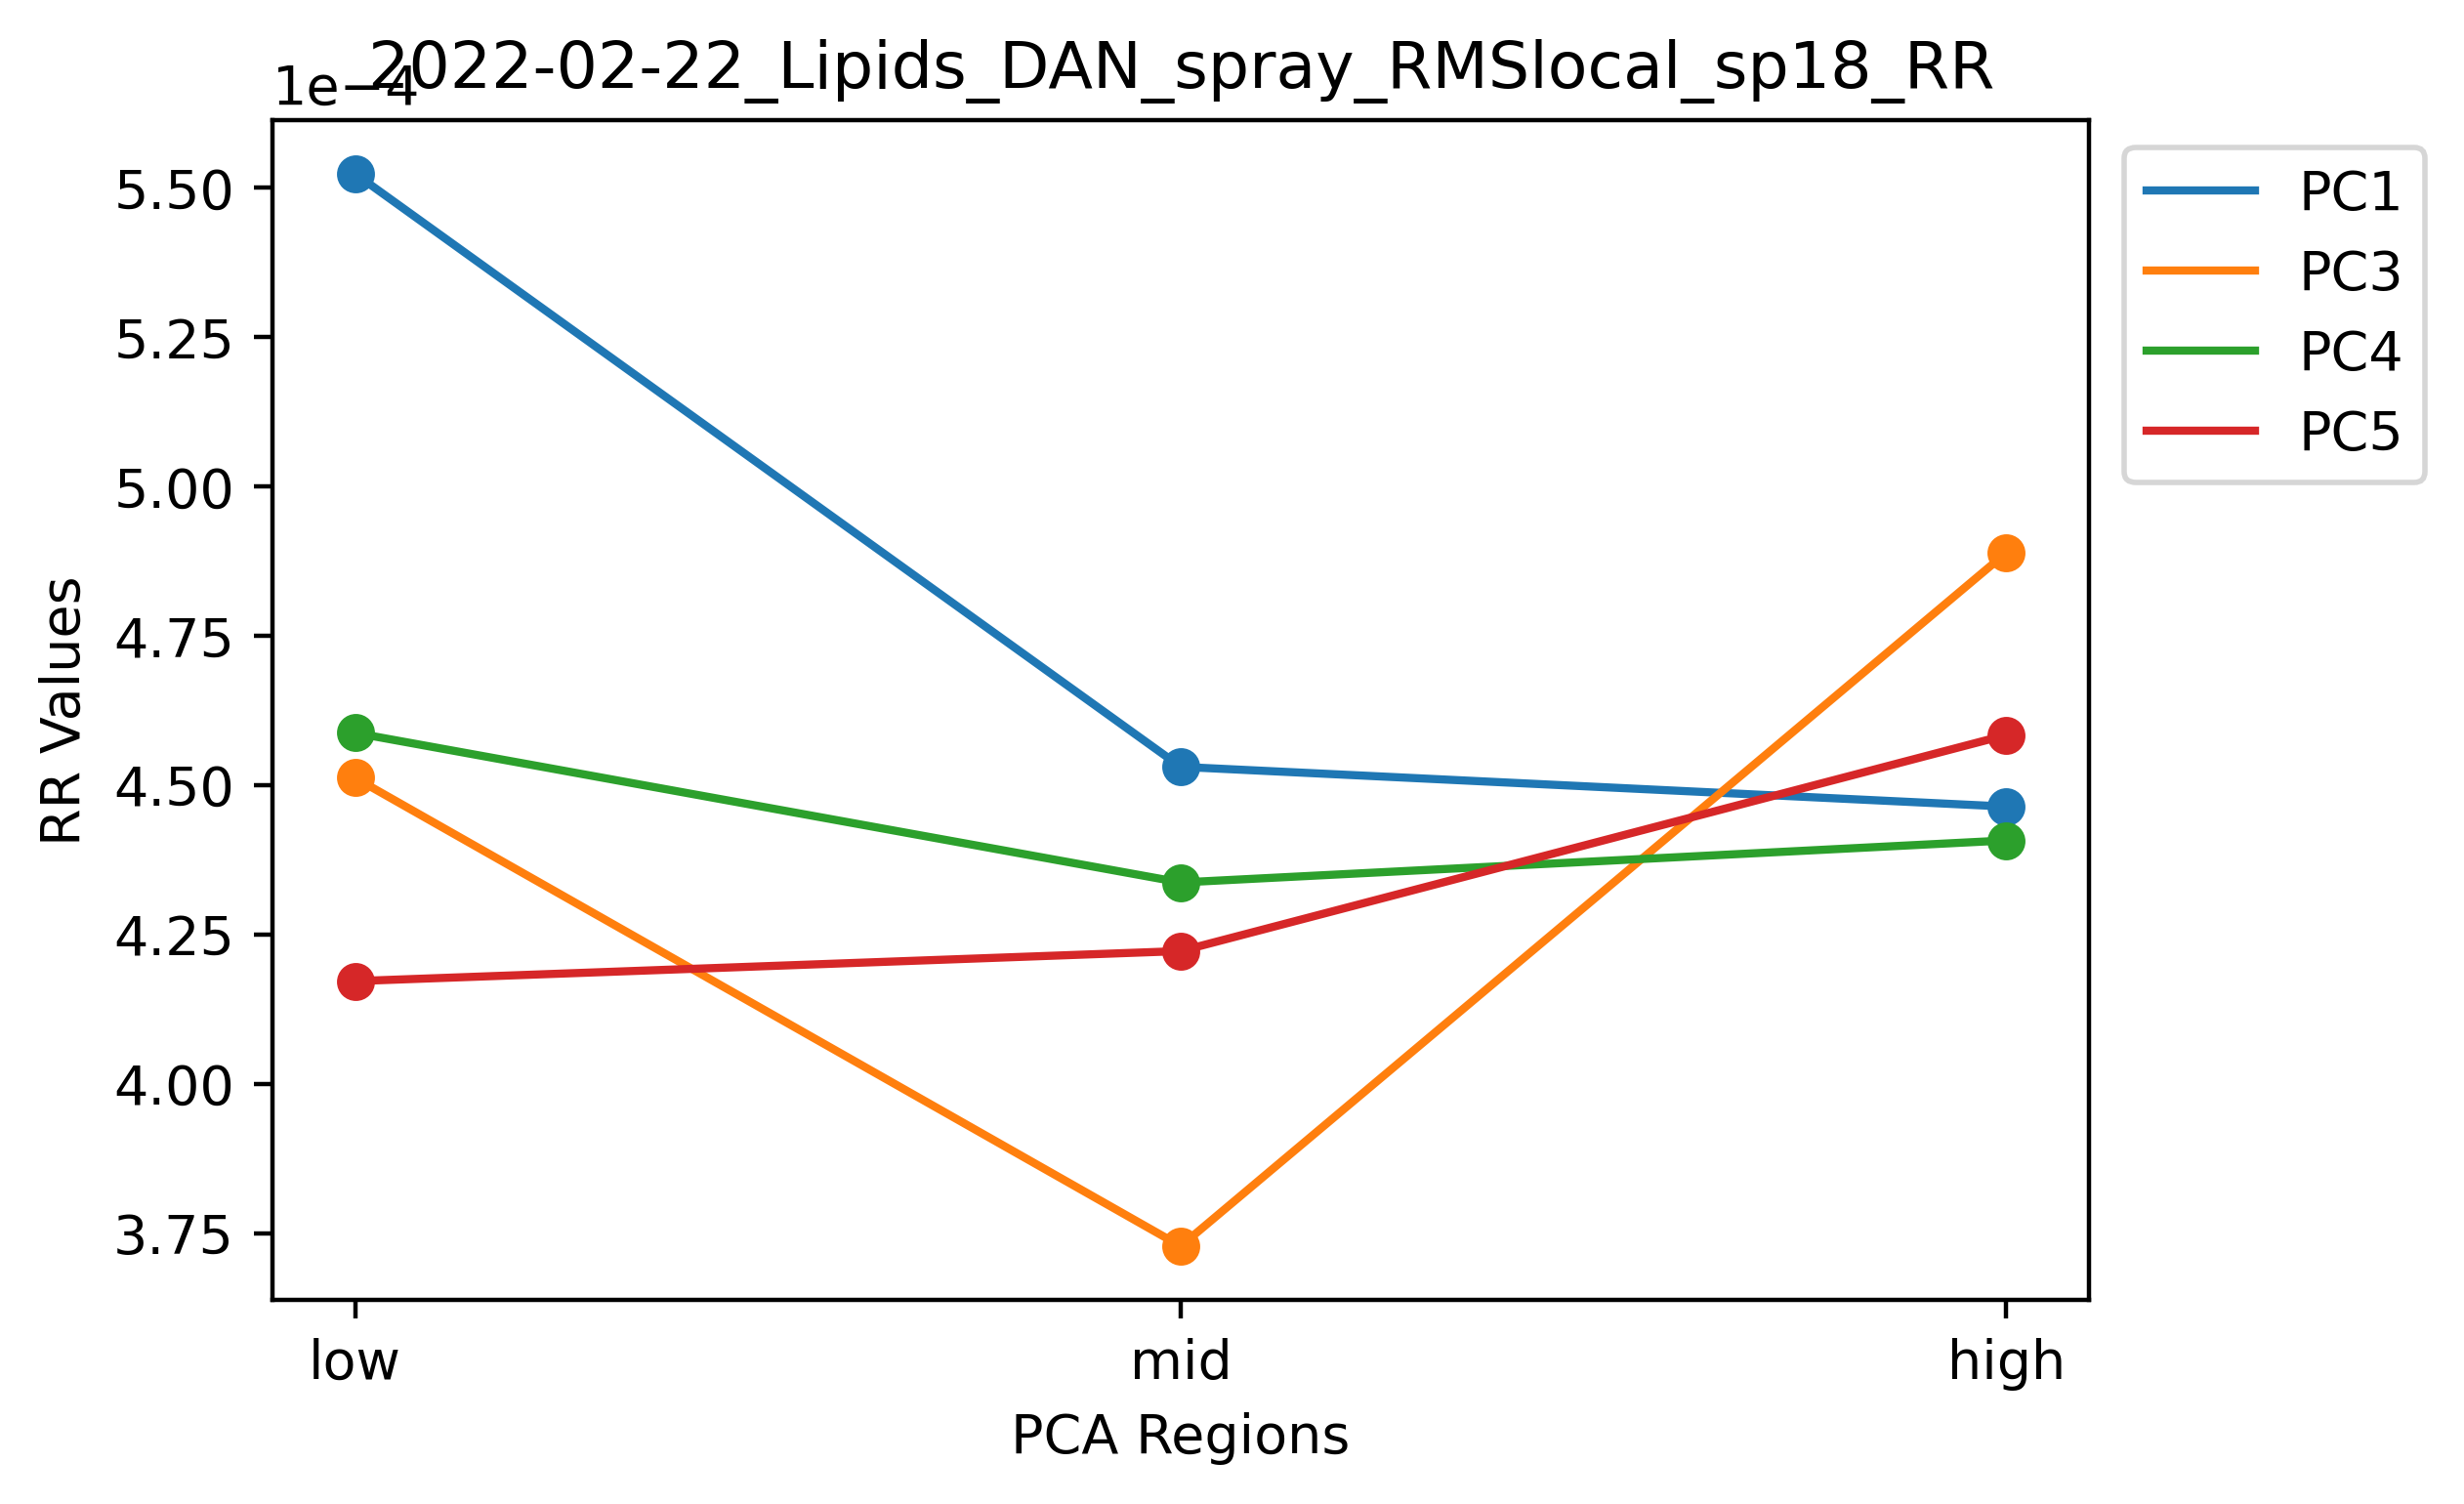 2022-02-22_Lipids_DAN_spray_RMSlocal_sp18_RR
1e−4
5.50
5.25
5.00
4.75
4.50
4.25
4.00
3.75
RR Values
low
mid
high
PCA Regions
PC1
PC3
PC4
PC5